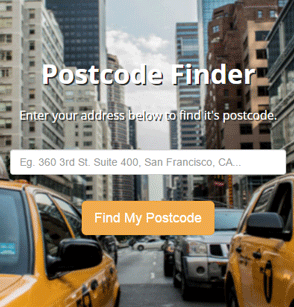 Postcode Finder
Enter your address below to find it's postcode.
Eg. 360 3rd St. Suite 400, San Francisco, CA...
Find My Postcode